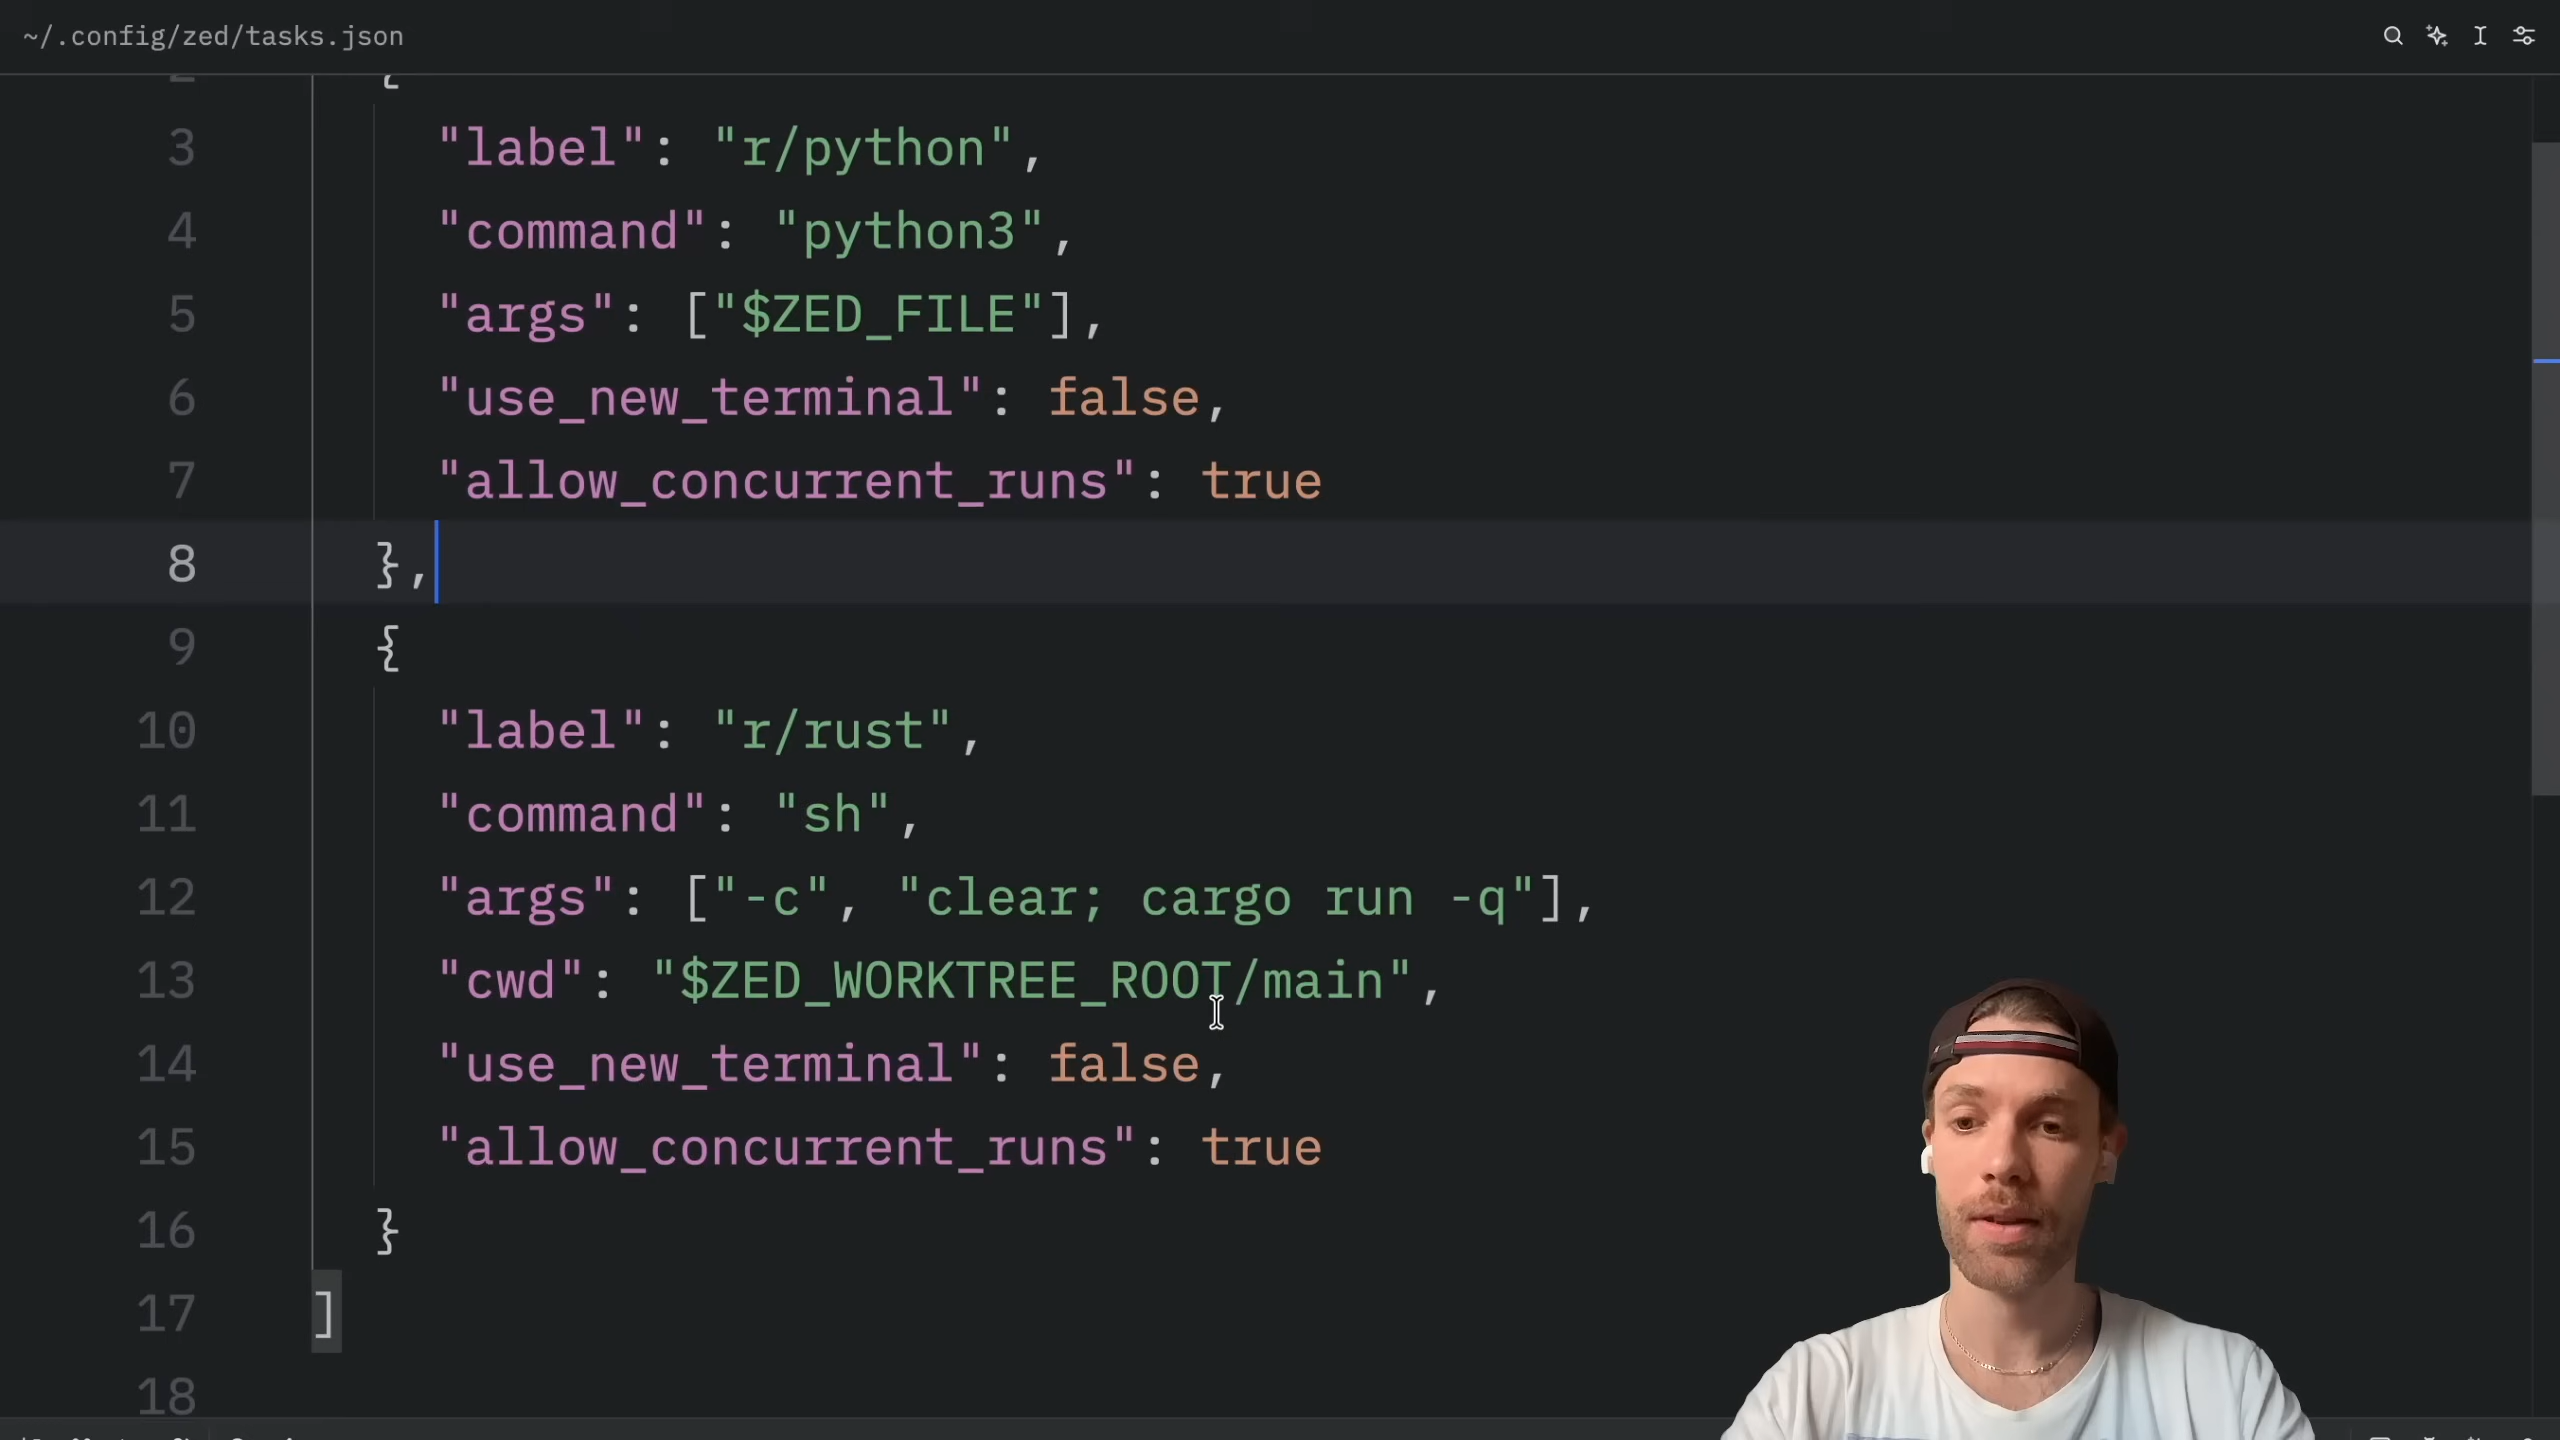 ~/.config/zed/tasks.json
2 {
3 "label": "r/python",
4 "command": "python3",
5 "args": ["$ZED_FILE"],
6 "use_new_terminal": false,
7 "allow_concurrent_runs": true
8 },
9 {
10 "label": "r/rust",
11 "command": "sh",
12 "args": ["-c", "clear; cargo run -q"],
13 "cwd": "$ZED_WORKTREE_ROOT/main",
14 "use_new_terminal": false,
15 "allow_concurrent_runs": true
16 }
17 ]
18